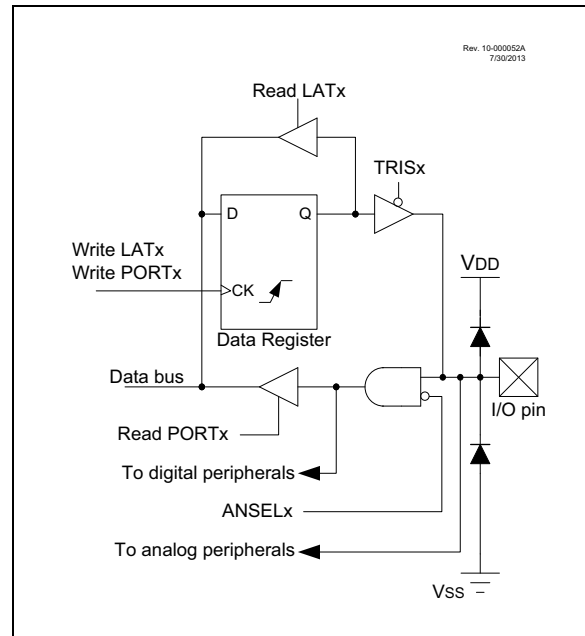 Rev. 10-000052A
7/30/2013
Read LATx
TRISx
D Q
Write LATx
Write PORTx
CK
VDD
Data Register
Data bus
I/O pin
Read PORTx
To digital peripherals
ANSELx
To analog peripherals
VSS